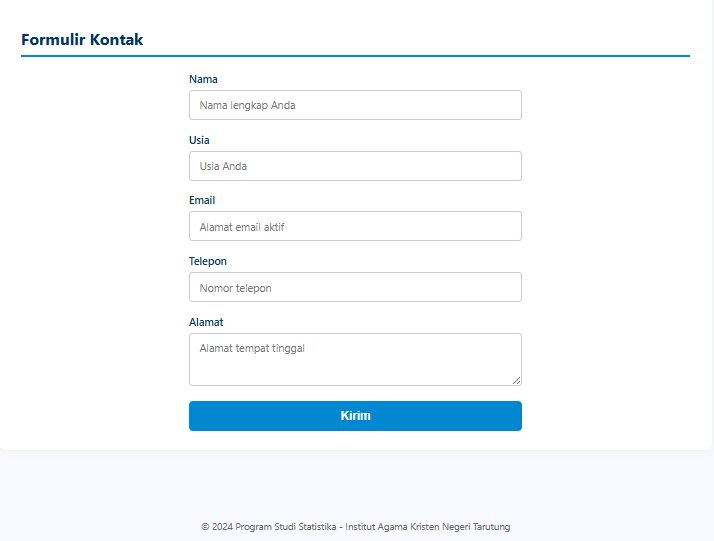 Formulir Kontak
Nama
Nama lengkap Anda
Usia
Usia Anda
Email
Alamat email aktif
Telepon
Nomor telepon
Alamat
Alamat tempat tinggal
Kirim
© 2024 Program Studi Statistika - Institut Agama Kristen Negeri Tarutung